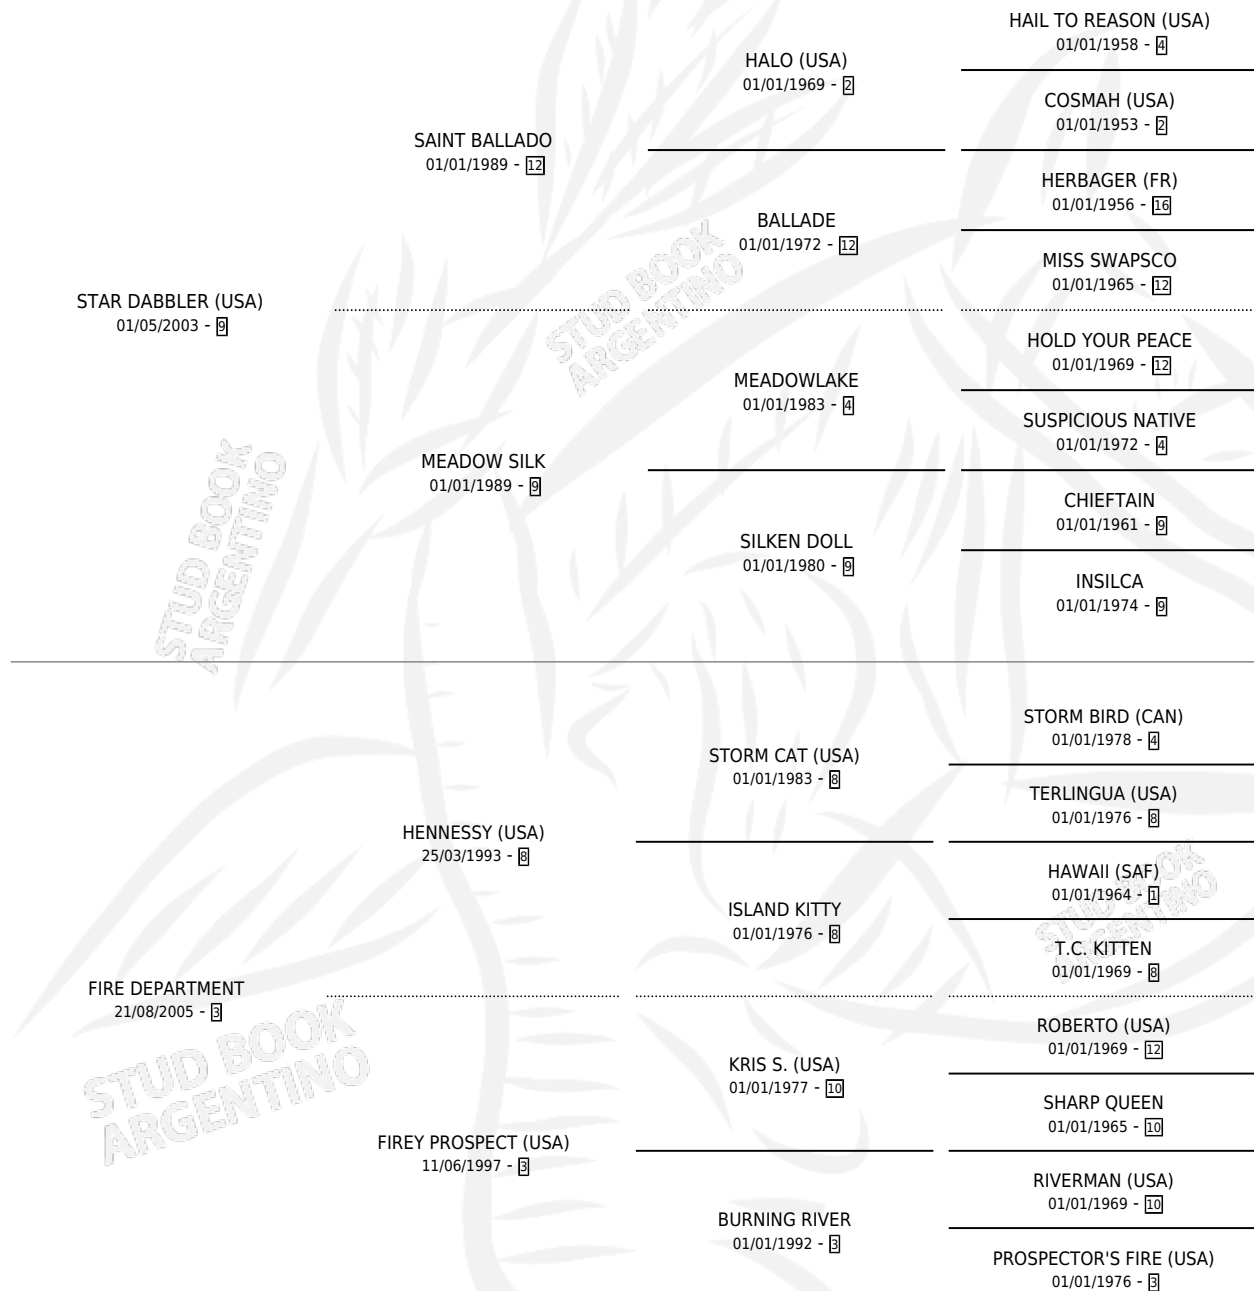 HAIL TO REASON (USA)
01/01/1958 - 4
HALO (USA)
01/01/1969 - 2
COSMAH (USA)
01/01/1953 - 2
SAINT BALLADO
01/01/1989 - 12
HERBAGER (FR)
01/01/1956 - 16
BALLADE
01/01/1972 - 12
MISS SWAPSCO
01/01/1965 - 12
STAR DABBLER (USA)
01/05/2003 - 9
HOLD YOUR PEACE
01/01/1969 - 12
MEADOWLAKE
01/01/1983 - 4
SUSPICIOUS NATIVE
01/01/1972 - 4
MEADOW SILK
01/01/1989 - 9
CHIEFTAIN
01/01/1961 - 9
SILKEN DOLL
01/01/1980 - 9
INSILCA
01/01/1974 - 9
STORM BIRD (CAN)
01/01/1978 - 4
STORM CAT (USA)
01/01/1983 - 8
TERLINGUA (USA)
01/01/1976 - 8
HENNESSY (USA)
25/03/1993 - 8
HAWAII (SAF)
01/01/1964 - 1
ISLAND KITTY
01/01/1976 - 8
T.C. KITTEN
01/01/1969 - 8
FIRE DEPARTMENT
21/08/2005 - 3
ROBERTO (USA)
01/01/1969 - 12
KRIS S. (USA)
01/01/1977 - 10
SHARP QUEEN
01/01/1965 - 10
FIREY PROSPECT (USA)
11/06/1997 - 3
RIVERMAN (USA)
01/01/1969 - 10
BURNING RIVER
01/01/1992 - 3
PROSPECTOR'S FIRE (USA)
01/01/1976 - 3
STUD BOOK
ARGENTINO
STUD BOOK
ARGENTINO
STUD BOOK
ARGENTINO
STUD BOOK
ARGENTINO